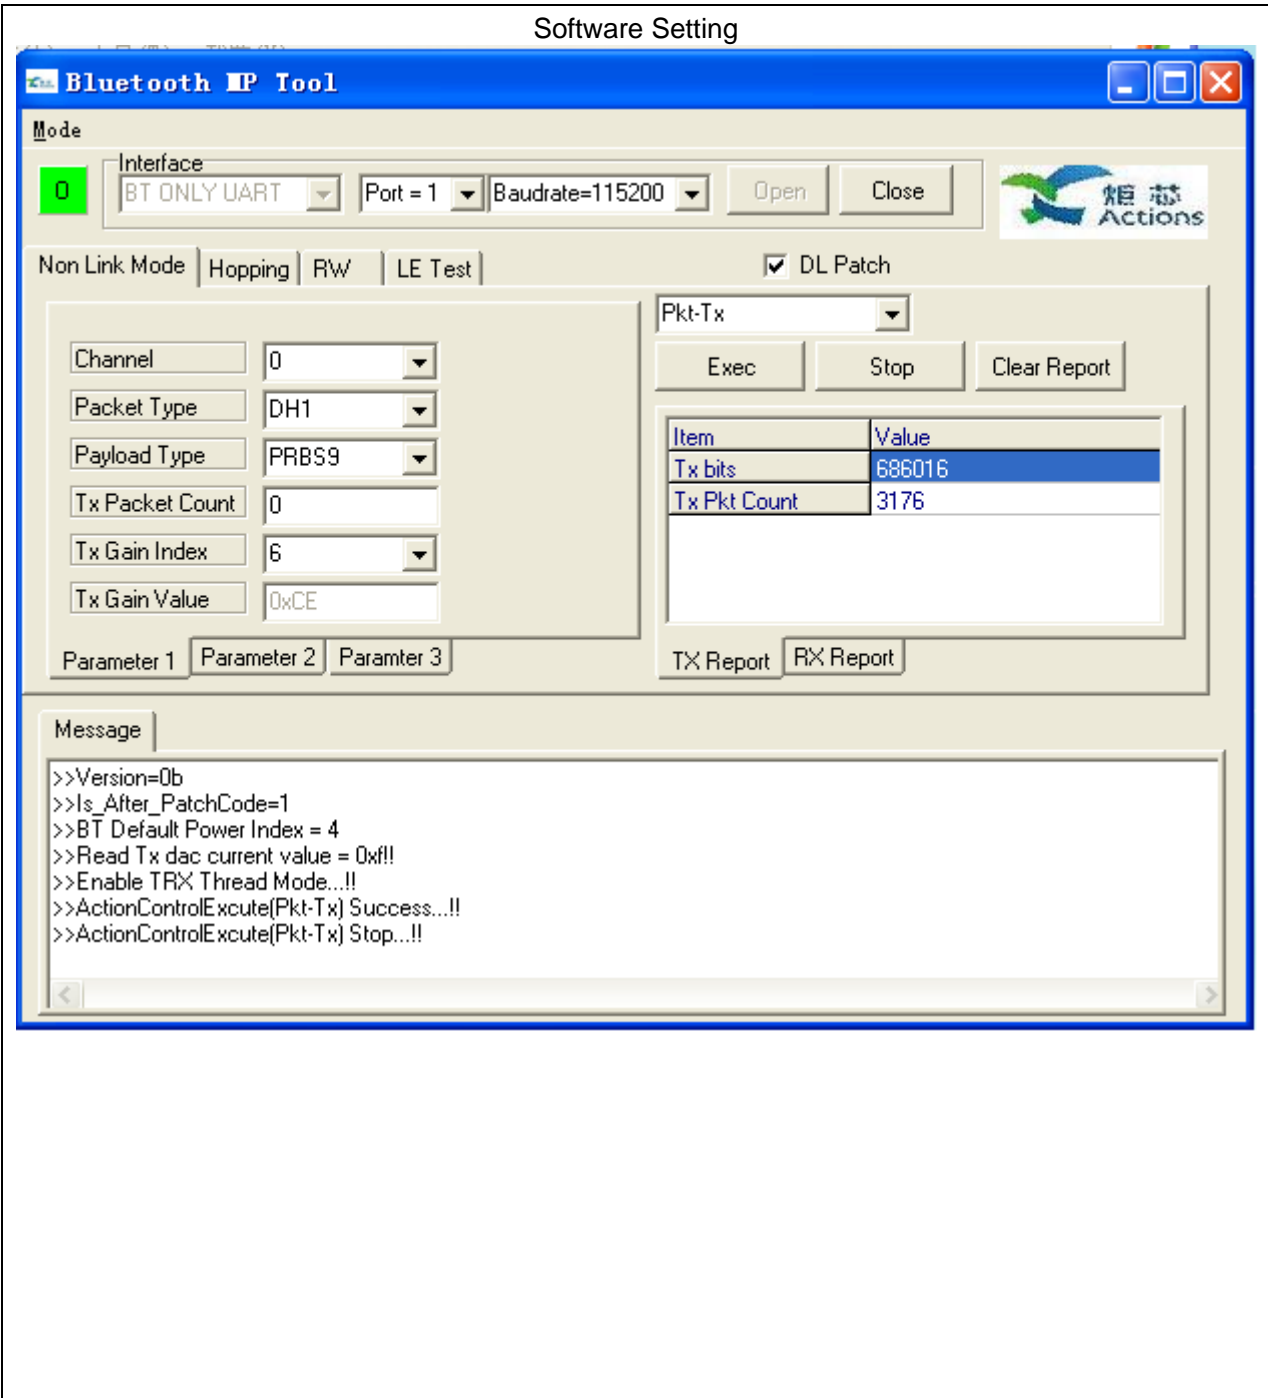 Software Setting
Bluetooth MP Tool
Mode
0
Interface
BT ONLY UART
Port = 1
Baudrate=115200
Open
Close
炬芯
Actions
Non Link Mode
Hopping
RW
LE Test
DL Patch
Pkt-Tx
Exec
Stop
Clear Report
Channel
0
Packet Type
DH1
Payload Type
PRBS9
Tx Packet Count
0
Tx Gain Index
6
Tx Gain Value
0xCE
Item Value
Tx bits 686016
Tx Pkt Count 3176
Parameter 1
Parameter 2
Paramter 3
TX Report
RX Report
Message
>>Version=0b
>>Is_After_PatchCode=1
>>BT Default Power Index = 4
>>Read Tx dac current value = 0xf!!
>>Enable TRX Thread Mode...!!
>>ActionControlExcute(Pkt-Tx) Success...!!
>>ActionControlExcute(Pkt-Tx) Stop...!!